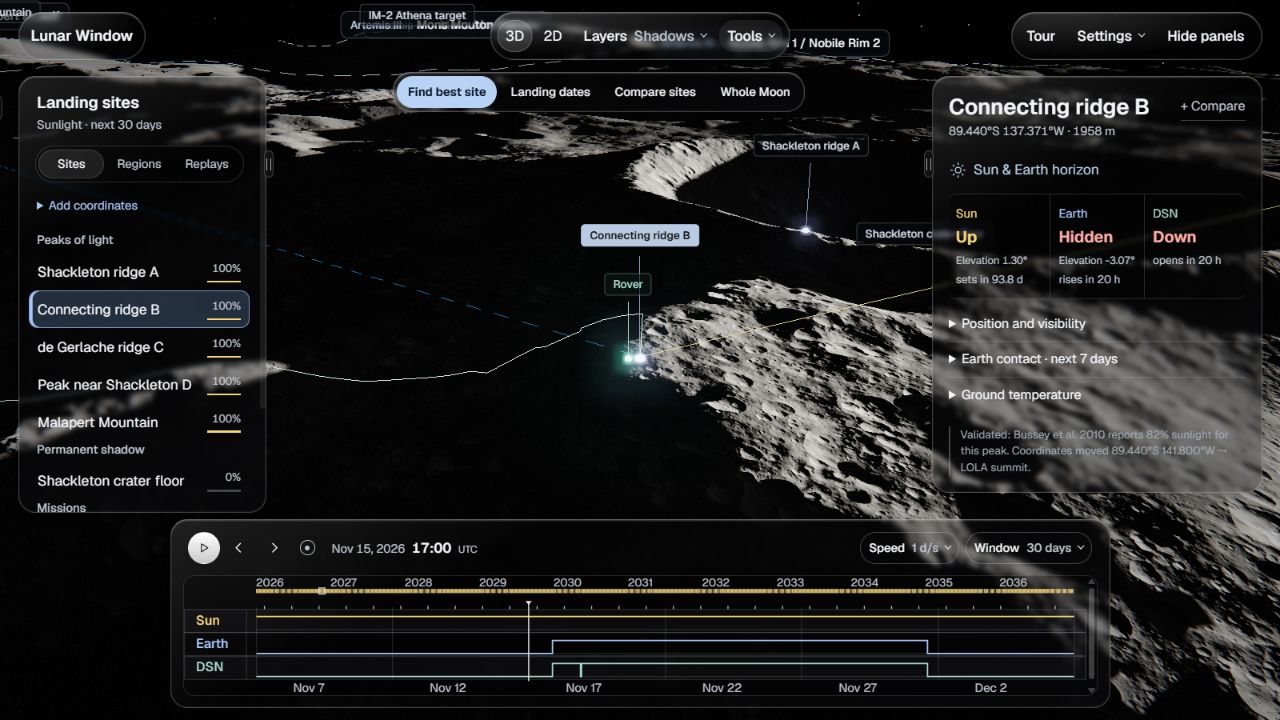 Lunar Window
IM-2 Athena target
Mons Mouton
3D
2D
Layers
Shadows
Tools
1 / Nobile Rim 2
Tour
Settings
Hide panels
Find best site
Landing dates
Compare sites
Whole Moon
Landing sites
Sunlight · next 30 days
Sites
Regions
Replays
Add coordinates
Peaks of light
Shackleton ridge A 100%
Connecting ridge B 100%
de Gerlache ridge C 100%
Peak near Shackleton D 100%
Malapert Mountain 100%
Permanent shadow
Shackleton crater floor 0%
Missions
Shackleton ridge A
Connecting ridge B
Shackleton
Rover
Connecting ridge B
+ Compare
89.440°S 137.371°W · 1958 m
Sun & Earth horizon
Sun
Up
Elevation 1.30°
sets in 93.8 d
Earth
Hidden
Elevation -3.07°
rises in 20 h
DSN
Down
opens in 20 h
Position and visibility
Earth contact · next 7 days
Ground temperature
Validated: Bussey et al. 2010 reports 82% sunlight for
this peak. Coordinates moved 89.440°S 141.800°W →
LOLA summit.
Nov 15, 2026 17:00 UTC
Speed 1 d/s
Window 30 days
2026 2027 2028 2029 2030 2031 2032 2033 2034 2035 2036
Sun
Earth
DSN
Nov 7 Nov 12 Nov 17 Nov 22 Nov 27 Dec 2